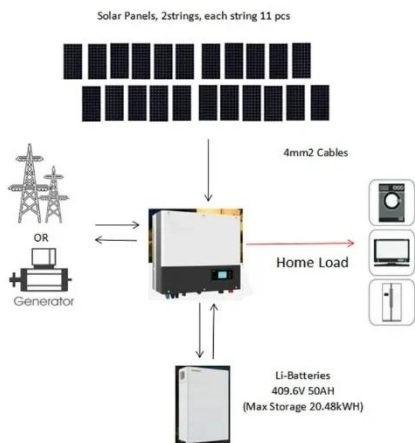 Solar Panels, 2strings, each string 11 pcs
4mm2 Cables
OR
Generator
Home Load
Li-Batteries
409.6V 50AH
(Max Storage 20.48kWH)